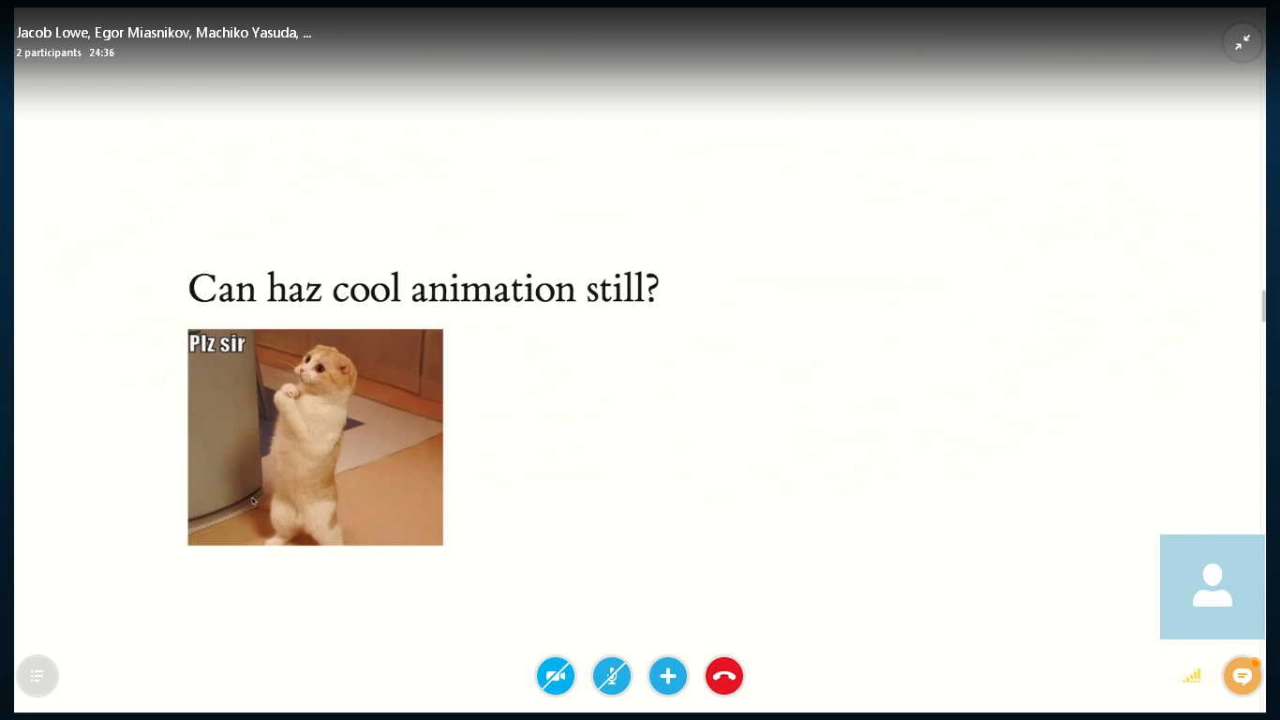 Jacob Lowe, Egor Miasnikov, Machiko Yasuda, ...
2 participants 24:36
Can haz cool animation still?
Plz sir